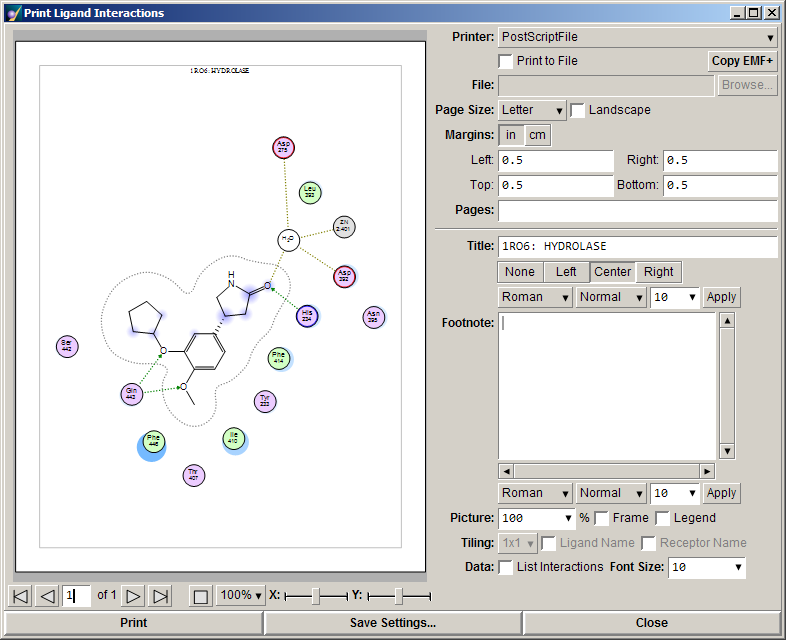 Print Ligand Interactions
1RO6: HYDROLASE
Asp
275
Leu
393
ZN
2.401
H2O
Asp
392
H
N
O
His
234
Asn
395
Ser
442
O
Phe
414
Gln
443
O
Tyr
233
Phe
446
Ile
410
Thr
407
1 of 1 100% X: Y:
Printer: PostScriptFile
Print to File Copy EMF+
File: Browse...
Page Size: Letter Landscape
Margins: in cm
Left: 0.5 Right: 0.5
Top: 0.5 Bottom: 0.5
Pages:
Title: 1RO6: HYDROLASE
None Left Center Right
Roman Normal 10 Apply
Footnote:
Roman Normal 10 Apply
Picture: 100 % Frame Legend
Tiling: 1x1 Ligand Name Receptor Name
Data: List Interactions Font Size: 10
Print Save Settings... Close